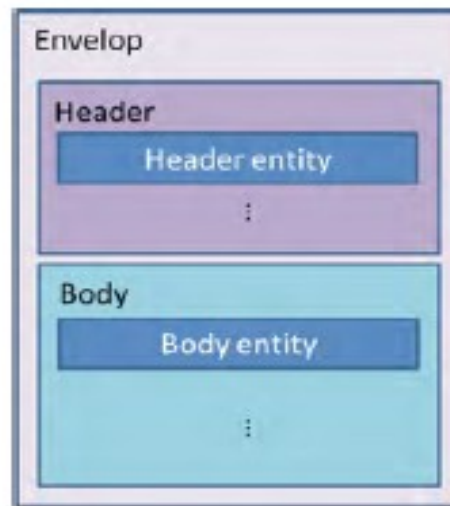 Envelop
Header
Header entity
⋮
Body
Body entity
⋮